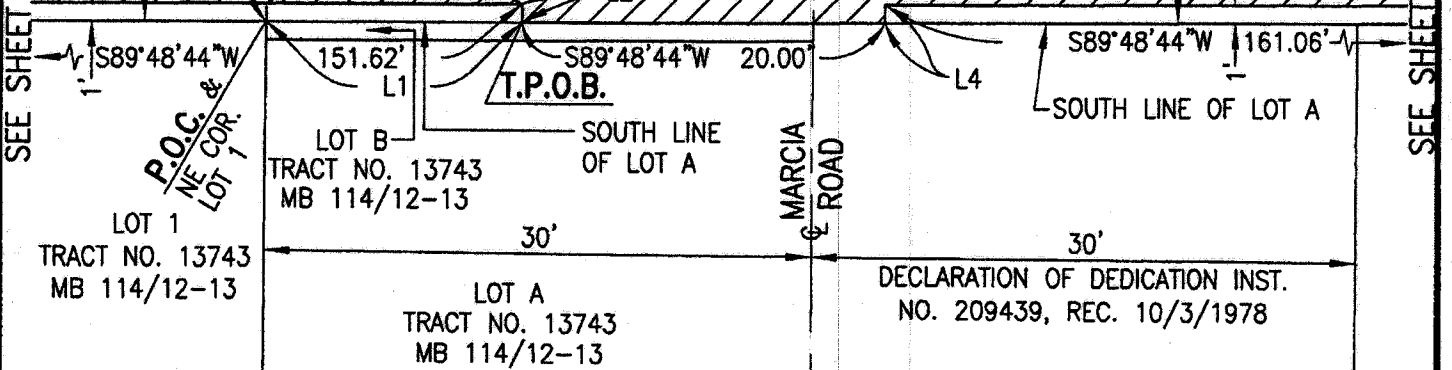 SEE SHEET
S89°48'44"W
151.62'
S89°48'44"W 20.00'
S89°48'44"W
161.06'
1'
1'
L1
T.P.O.B.
L4
SOUTH LINE OF LOT A
P.O.C. &
NE COR.
LOT 1
LOT B
TRACT NO. 13743
MB 114/12-13
SOUTH LINE
OF LOT A
MARCIA
ROAD
℄
LOT 1
TRACT NO. 13743
MB 114/12-13
30'
30'
LOT A
TRACT NO. 13743
MB 114/12-13
DECLARATION OF DEDICATION INST.
NO. 209439, REC. 10/3/1978
SEE SHEET